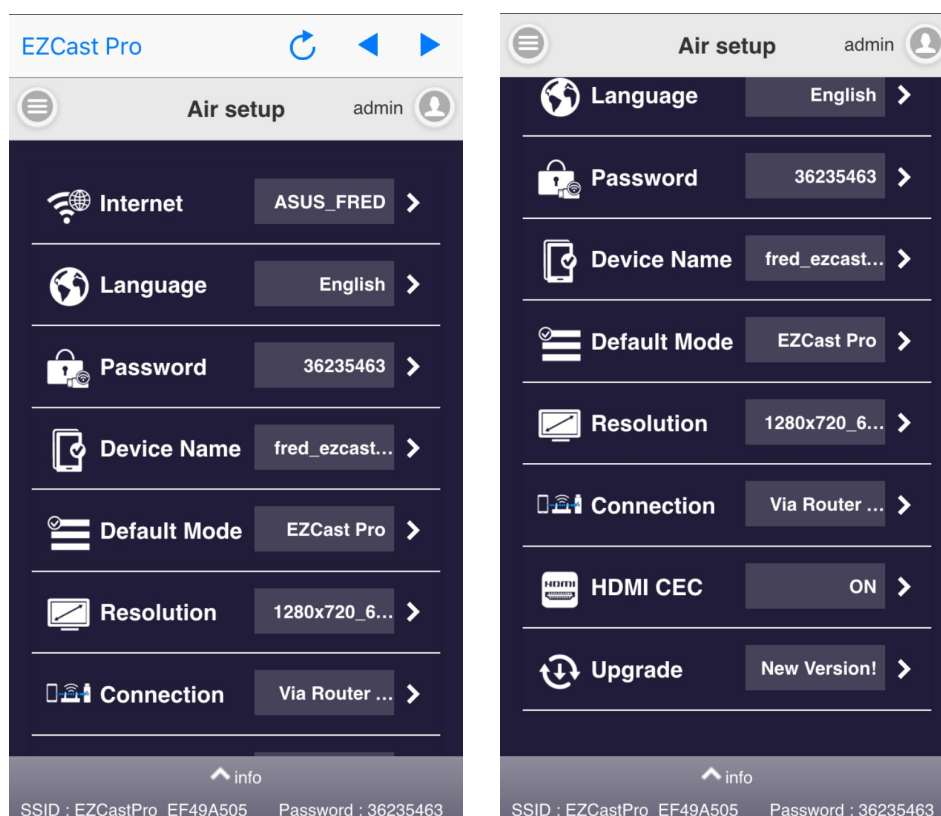 EZCast Pro
Air setup admin
Internet ASUS_FRED
Language English
Password 36235463
Device Name fred_ezcast...
Default Mode EZCast Pro
Resolution 1280x720_6...
Connection Via Router ...
info
SSID : EZCastPro_EF49A505 Password : 36235463
Air setup admin
Language English
Password 36235463
Device Name fred_ezcast...
Default Mode EZCast Pro
Resolution 1280x720_6...
Connection Via Router ...
HDMI
HDMI CEC ON
Upgrade New Version!
info
SSID : EZCastPro_EF49A505 Password : 36235463